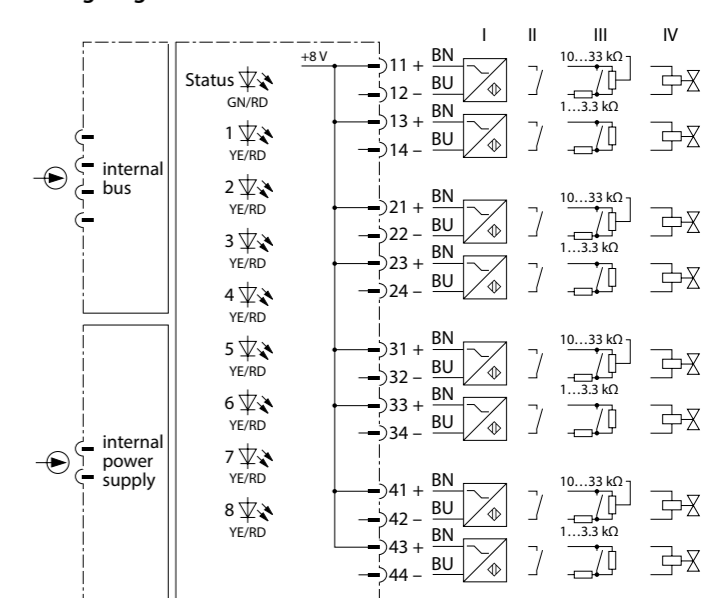 I II III IV
+8 V
11 + BN 10…33 kΩ
12 – BU
Status
GN/RD
1…3.3 kΩ
13 + BN
14 – BU
1
YE/RD
internal
bus
2
YE/RD
21 + BN 10…33 kΩ
22 – BU
3
YE/RD
1…3.3 kΩ
23 + BN
24 – BU
4
YE/RD
5
YE/RD
31 + BN 10…33 kΩ
32 – BU
6
YE/RD
1…3.3 kΩ
33 + BN
34 – BU
internal
power
supply
7
YE/RD
8
YE/RD
41 + BN 10…33 kΩ
42 – BU
1…3.3 kΩ
43 + BN
44 – BU